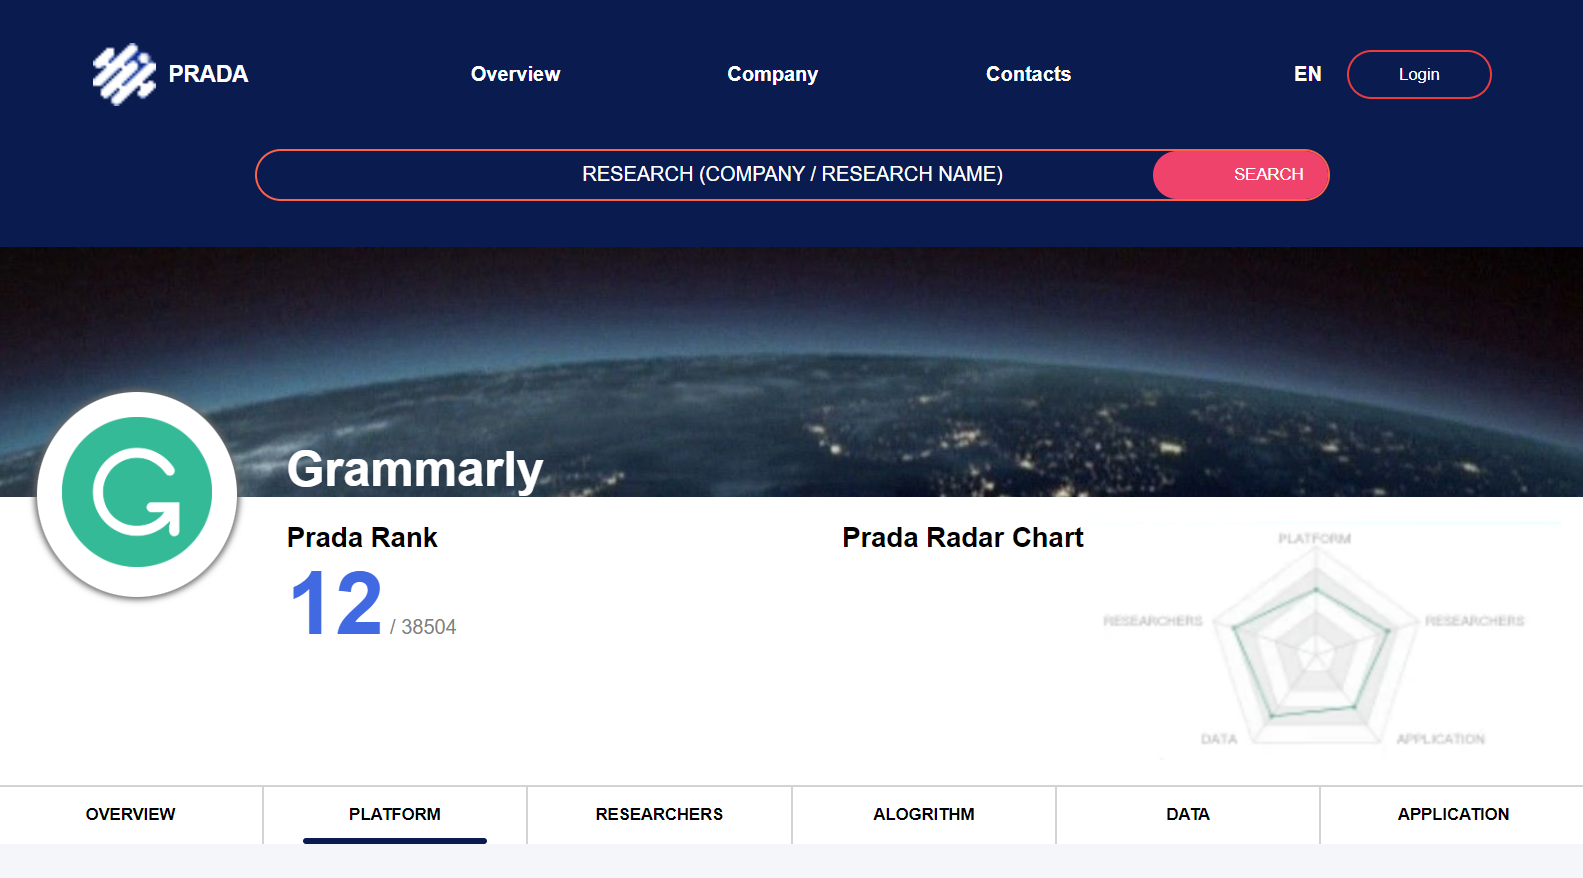 PRADA
Overview
Company
Contacts
EN
Login
RESEARCH (COMPANY / RESEARCH NAME)
SEARCH
Grammarly
Prada Rank
12 / 38504
Prada Radar Chart
PLATFORM
RESEARCHERS
RESEARCHERS
DATA
APPLICATION
OVERVIEW
PLATFORM
RESEARCHERS
ALOGRITHM
DATA
APPLICATION